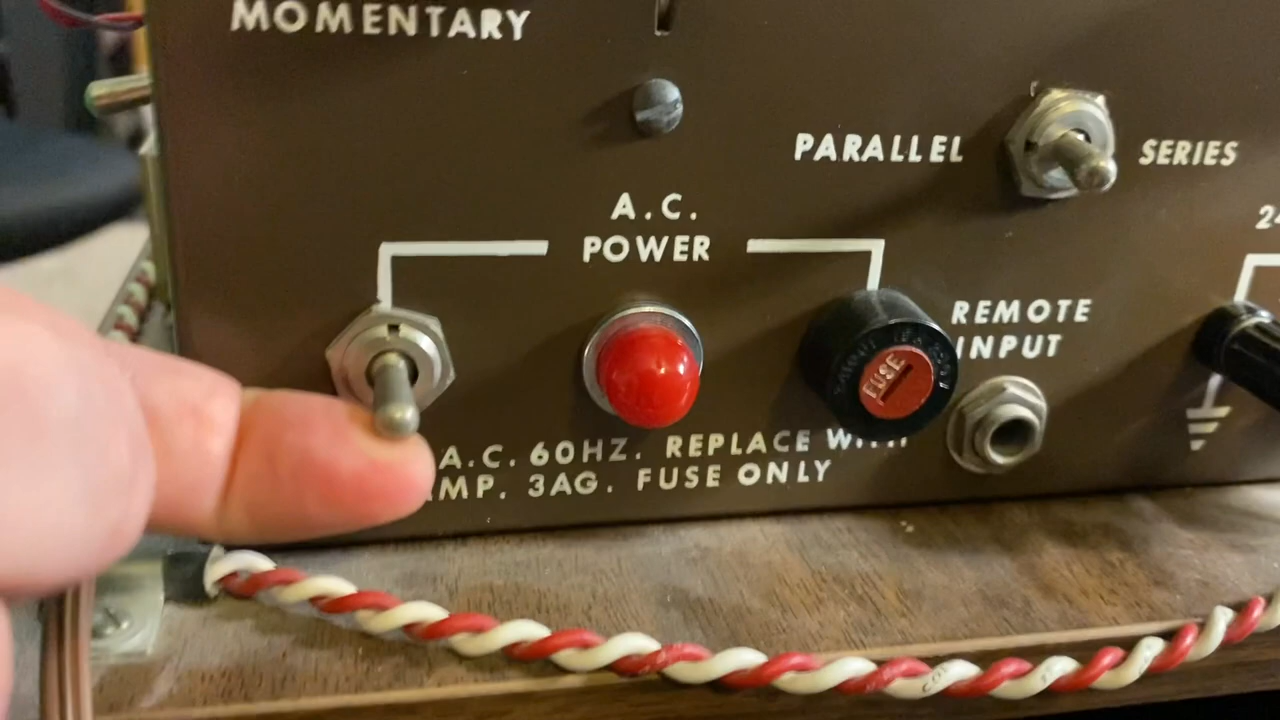 MOMENTARY
PARALLEL
SERIES
A.C.
POWER
REMOTE
INPUT
FUSE
A.C. 60HZ. REPLACE WITH
AMP. 3AG. FUSE ONLY